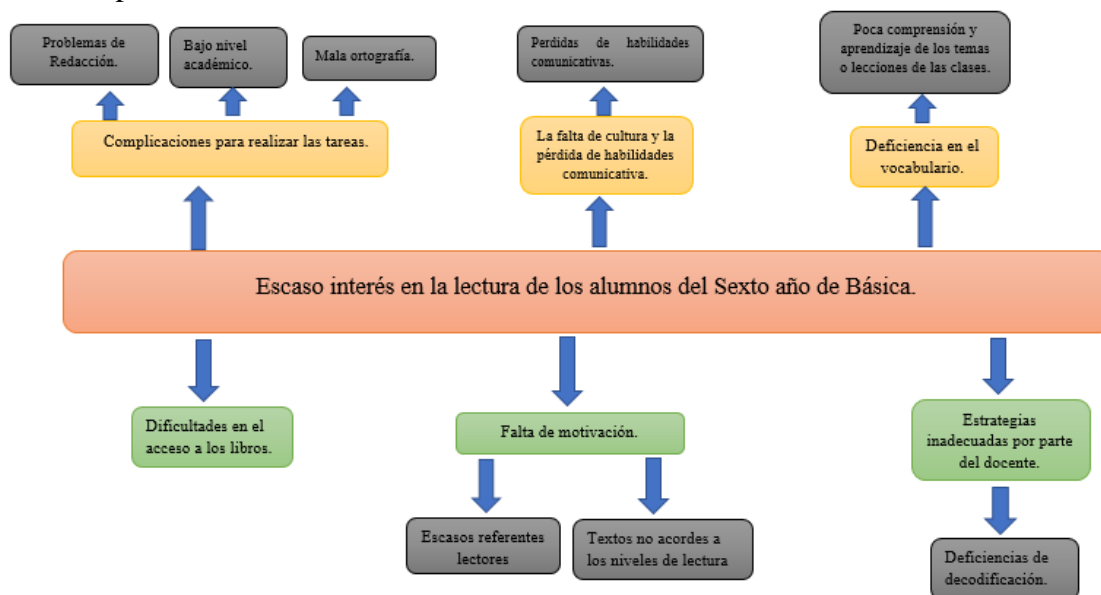 Problemas de
Redacción.
Bajo nivel
académico.
Mala ortografía.
Perdidas de habilidades
comunicativas.
Poca comprensión y
aprendizaje de los temas
o lecciones de las clases.
Complicaciones para realizar las tareas.
La falta de cultura y la
pérdida de habilidades
comunicativa.
Deficiencia en el
vocabulario.
Escaso interés en la lectura de los alumnos del Sexto año de Básica.
Dificultades en el
acceso a los libros.
Falta de motivación.
Estrategias
inadecuadas por parte
del docente.
Escasos referentes
lectores
Textos no acordes a
los niveles de lectura
Deficiencias de
decodificación.